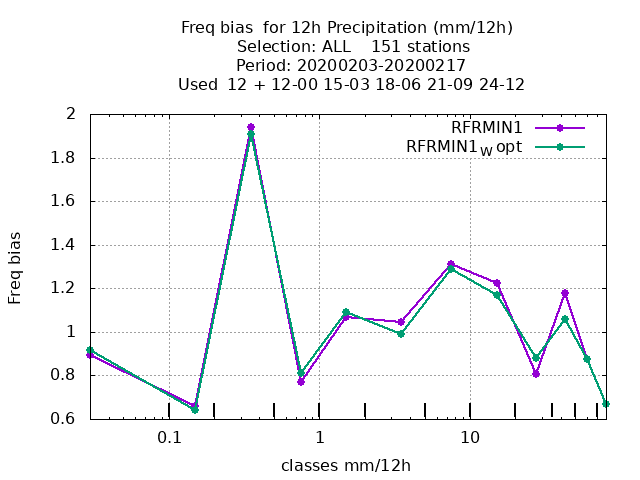 Freq bias  for 12h Precipitation (mm/12h)
Selection: ALL    151 stations
Period: 20200203-20200217
Used  12 + 12-00 15-03 18-06 21-09 24-12
RFRMIN1
RFRMIN1W opt
2
1.8
1.6
1.4
1.2
1
0.8
0.6
Freq bias
0.1 1 10
classes mm/12h